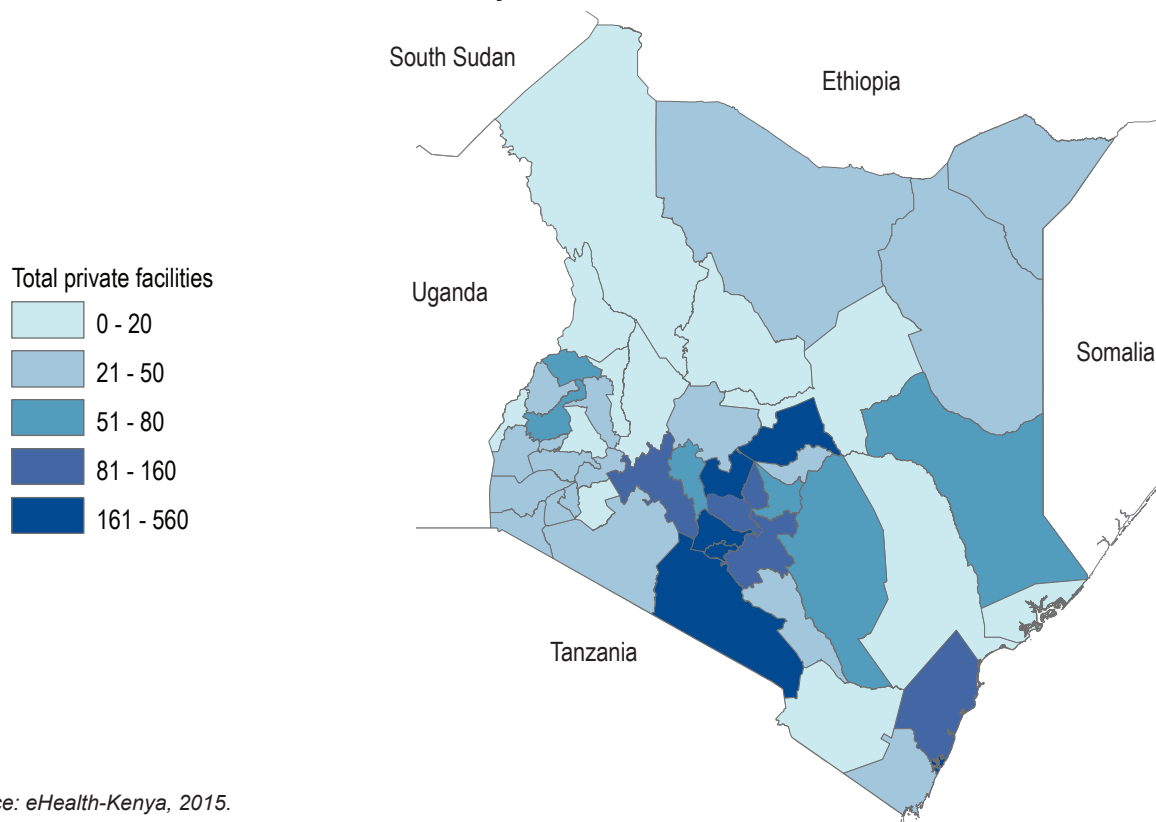 South Sudan
Ethiopia
Uganda
Somalia
Tanzania
Total private facilities
0 - 20
21 - 50
51 - 80
81 - 160
161 - 560
ce: eHealth-Kenya, 2015.